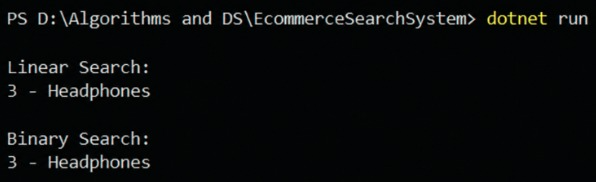 PS D:\Algorithms and DS\EcommerceSearchSystem> dotnet run
Linear Search:
3 - Headphones
Binary Search:
3 - Headphones